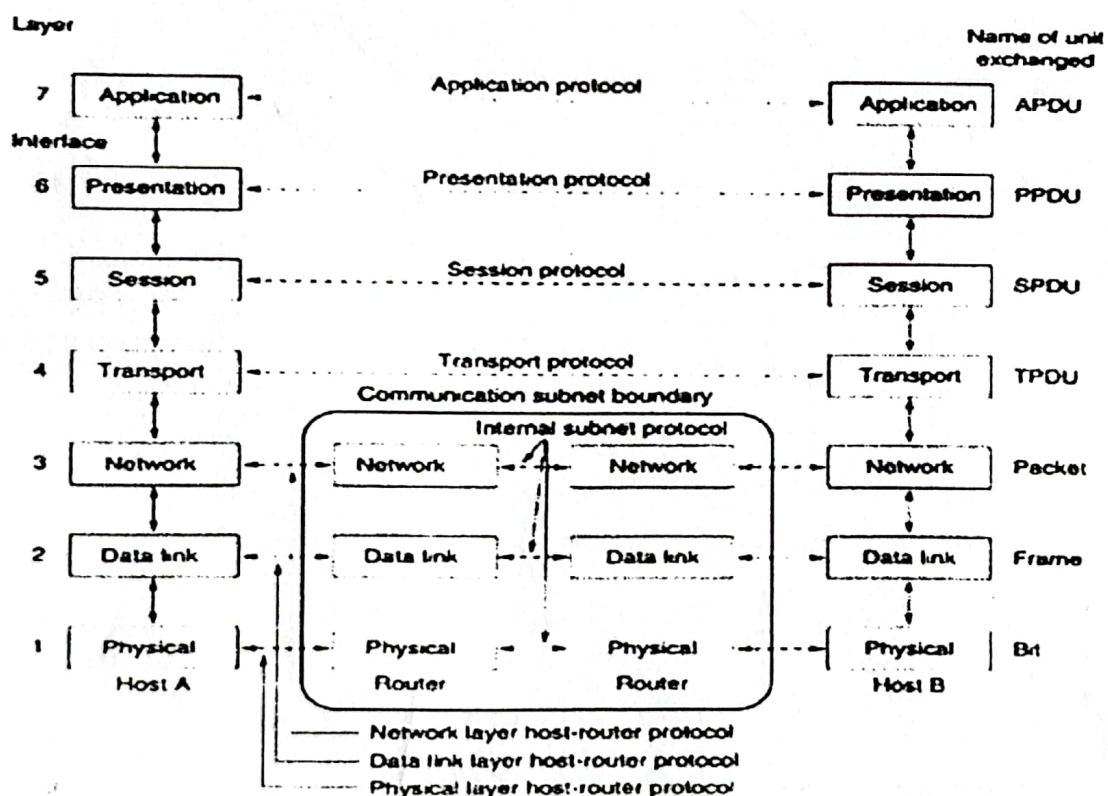 Layer
Name of unit
exchanged
7 Application Application protocol Application APDU
Interface
6 Presentation Presentation protocol Presentation PPDU
5 Session Session protocol Session SPDU
4 Transport Transport protocol Transport TPDU
Communication subnet boundary
Internal subnet protocol
3 Network Network Network Network Packet
2 Data link Data link Data link Data link Frame
1 Physical Physical Physical Physical Bit
Host A Router Router Host B
Network layer host-router protocol
Data link layer host-router protocol
Physical layer host-router protocol